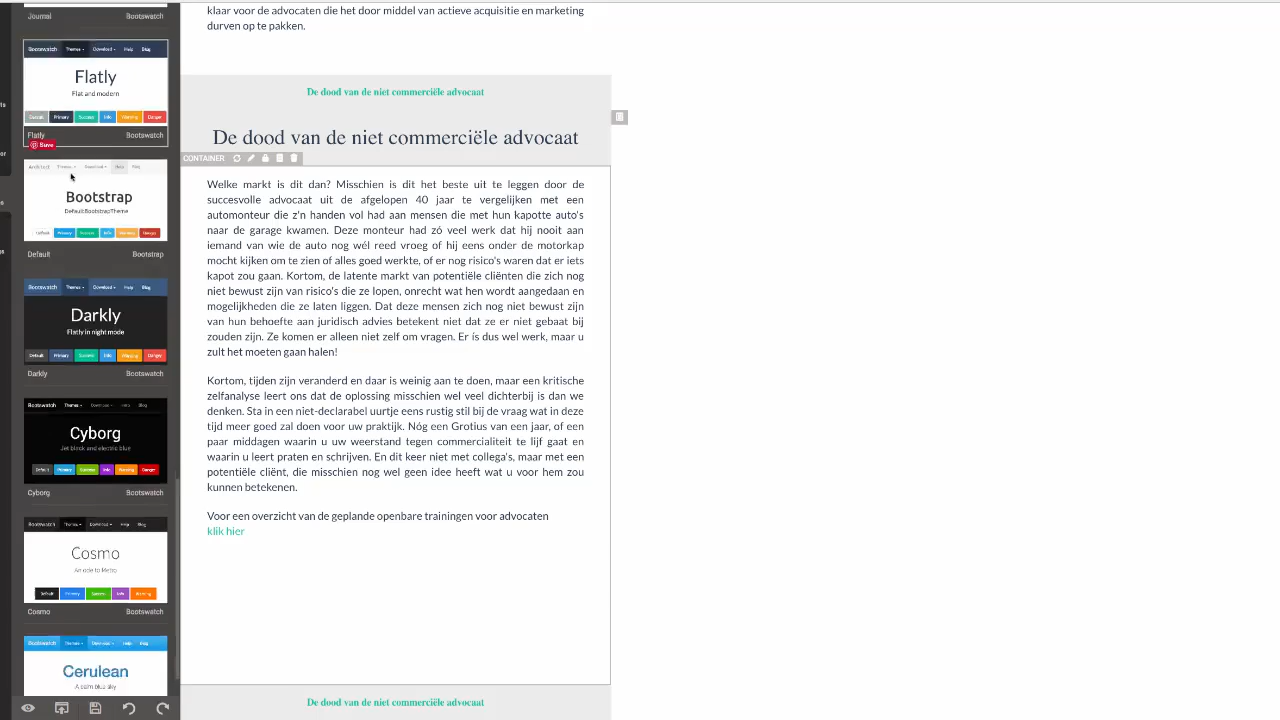 Journal Bootswatch
Bootswatch Themes Download Help Blog
Flatly
Flat and modern
Default Primary Success Info Warning Danger
Flatly Bootswatch
Save
Architect Themes Download Help Blog
Bootstrap
DefaultBootstrapTheme
Default Primary Success Info Warning Danger
Default Bootstrap
Bootswatch Themes Download Help Blog
Darkly
Flatly in night mode
Default Primary Success Info Warning Danger
Darkly Bootswatch
Bootswatch Themes Download Help Blog
Cyborg
Jet black and electric blue
Default Primary Success Info Warning Danger
Cyborg Bootswatch
Bootswatch Themes Download Help Blog
Cosmo
An ode to Metro
Default Primary Success Info Warning
Cosmo Bootswatch
Bootswatch Themes Download Help Blog
Cerulean
A calm blue sky
klaar voor de advocaten die het door middel van actieve acquisitie en marketing
durven op te pakken.
De dood van de niet commerciële advocaat
De dood van de niet commerciële advocaat
CONTAINER
Welke markt is dit dan? Misschien is dit het beste uit te leggen door de
succesvolle advocaat uit de afgelopen 40 jaar te vergelijken met een
automonteur die z'n handen vol had aan mensen die met hun kapotte auto's
naar de garage kwamen. Deze monteur had zó veel werk dat hij nooit aan
iemand van wie de auto nog wél reed vroeg of hij eens onder de motorkap
mocht kijken om te zien of alles goed werkte, of er nog risico's waren dat er iets
kapot zou gaan. Kortom, de latente markt van potentiële cliënten die zich nog
niet bewust zijn van risico's die ze lopen, onrecht wat hen wordt aangedaan en
mogelijkheden die ze laten liggen. Dat deze mensen zich nog niet bewust zijn
van hun behoefte aan juridisch advies betekent niet dat ze er niet gebaat bij
zouden zijn. Ze komen er alleen niet zelf om vragen. Er ís dus wel werk, maar u
zult het moeten gaan halen!
Kortom, tijden zijn veranderd en daar is weinig aan te doen, maar een kritische
zelfanalyse leert ons dat de oplossing misschien wel veel dichterbij is dan we
denken. Sta in een niet-declarabel uurtje eens rustig stil bij de vraag wat in deze
tijd meer goed zal doen voor uw praktijk. Nóg een Grotius van een jaar, of een
paar middagen waarin u uw weerstand tegen commercialiteit te lijf gaat en
waarin u leert praten en schrijven. En dit keer niet met collega's, maar met een
potentiële cliënt, die misschien nog wel geen idee heeft wat u voor hem zou
kunnen betekenen.
Voor een overzicht van de geplande openbare trainingen voor advocaten
klik hier
De dood van de niet commerciële advocaat